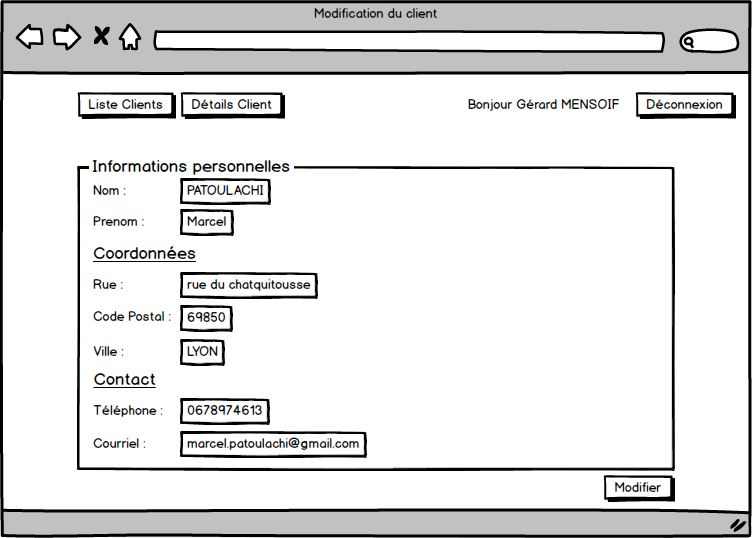 Modification du client
Liste Clients Détails Client Bonjour Gérard MENSOIF Déconnexion
Informations personnelles
Nom : PATOULACHI
Prenom : Marcel
Coordonnées
Rue : rue du chatquitousse
Code Postal : 69850
Ville : LYON
Contact
Téléphone : 0678974613
Courriel : marcel.patoulachi@gmail.com
Modifier